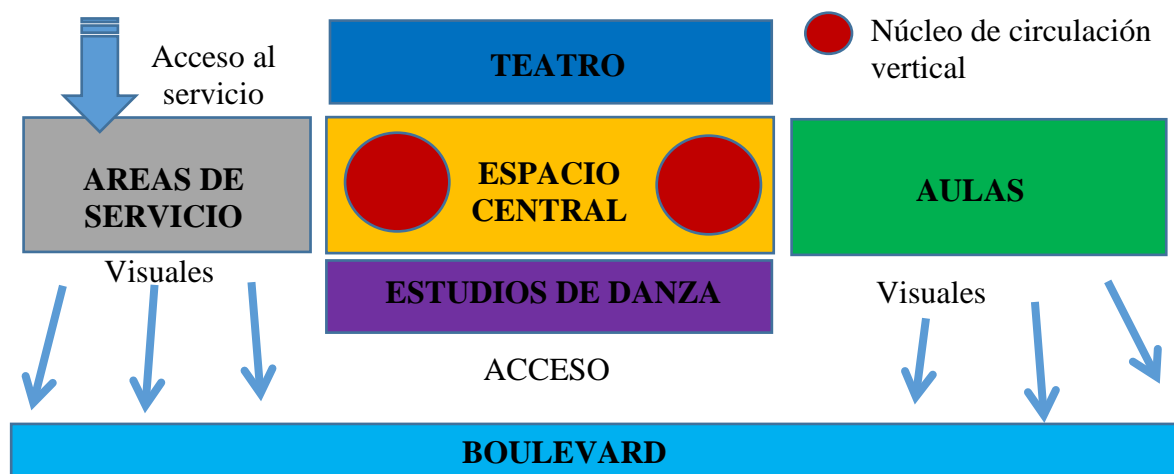 Acceso al
servicio
TEATRO
Núcleo de circulación
vertical
AREAS DE
SERVICIO
ESPACIO
CENTRAL
AULAS
Visuales
ESTUDIOS DE DANZA
Visuales
ACCESO
BOULEVARD